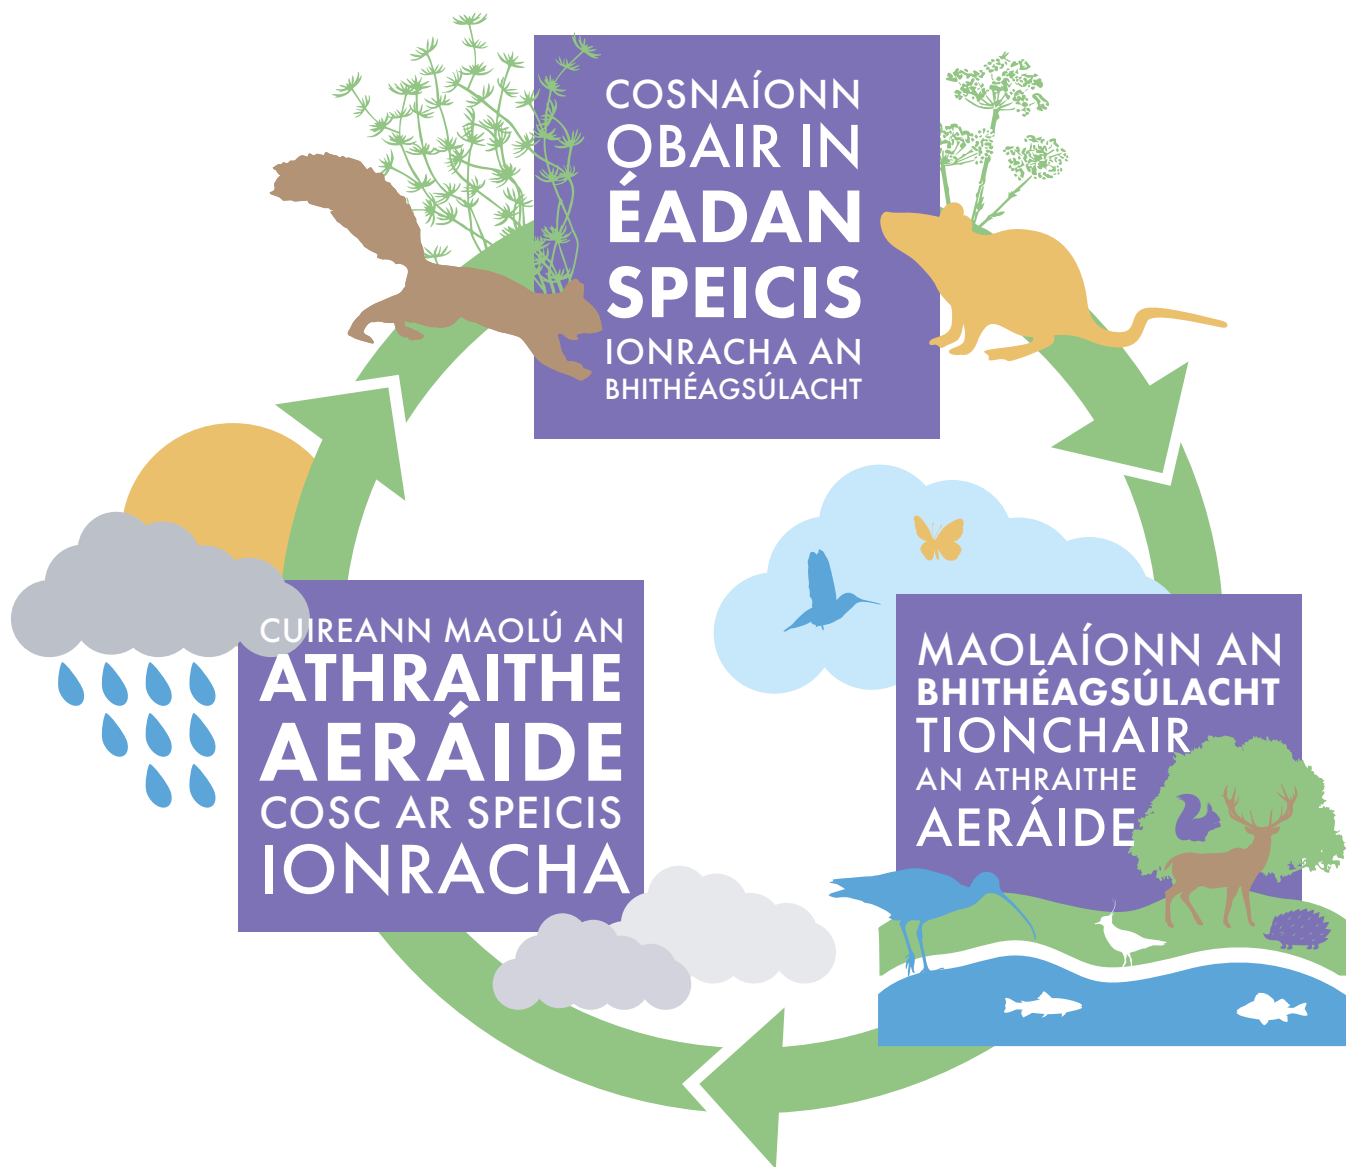 COSNAÍONN
OBAIR IN
ÉADAN
SPEICIS
IONRACHA AN
BHITHÉAGSÚLACHT
MAOLAÍONN AN
BHITHÉAGSÚLACHT
TIONCHAIR
AN ATHRAITHE
AERÁIDE
CUIREANN MAOLÚ AN
ATHRAITHE
AERÁIDE
COSC AR SPEICIS
IONRACHA